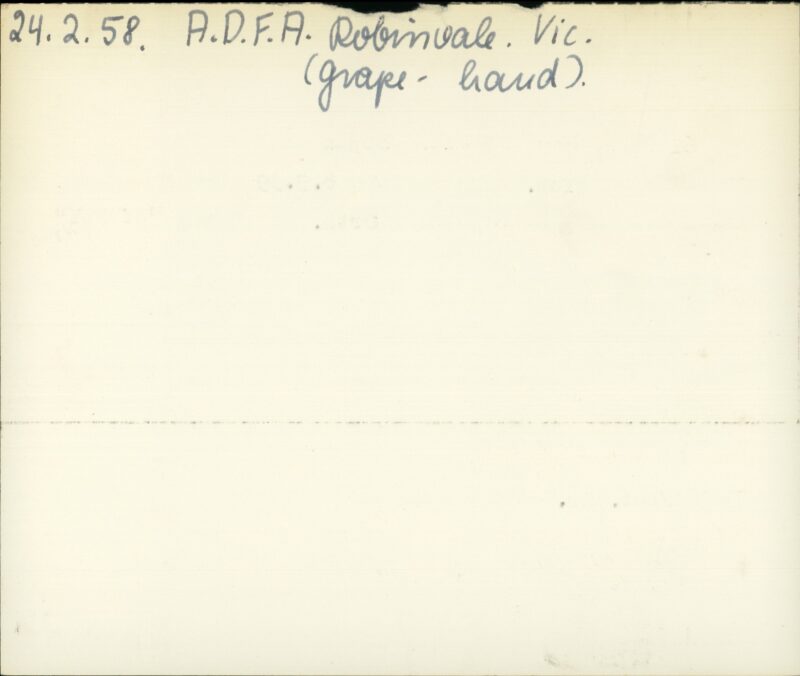 24.2.58. A.D.F.A. Robinvale. Vic.
(grape- hand).